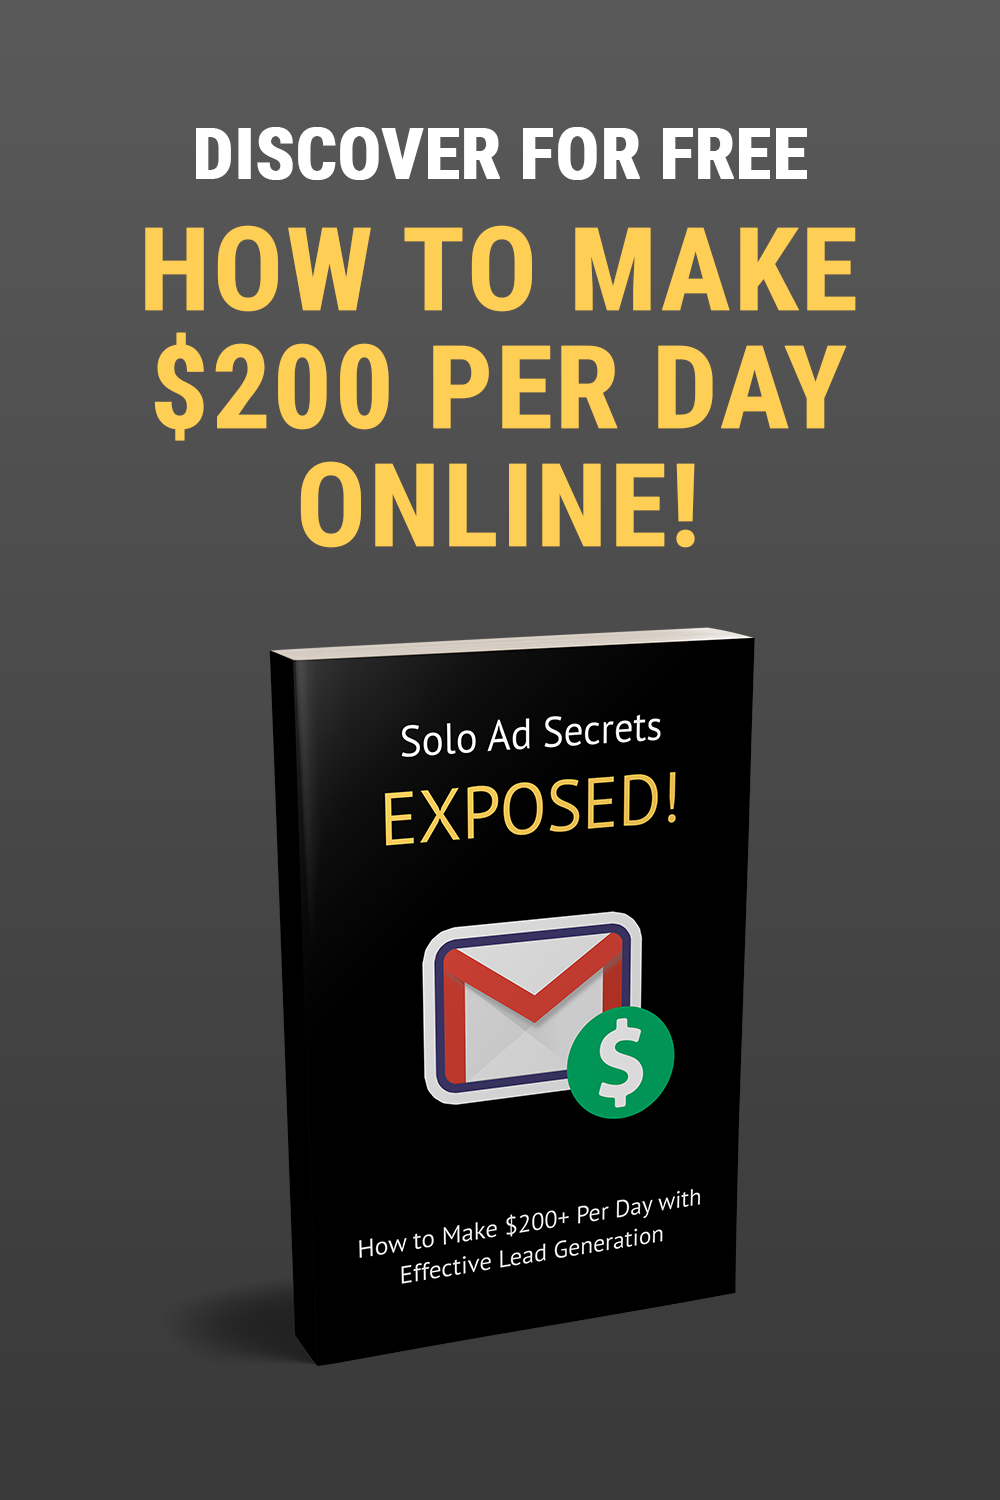 DISCOVER FOR FREE
HOW TO MAKE
$200 PER DAY
ONLINE!
Solo Ad Secrets
EXPOSED!
$
How to Make $200+ Per Day with
Effective Lead Generation